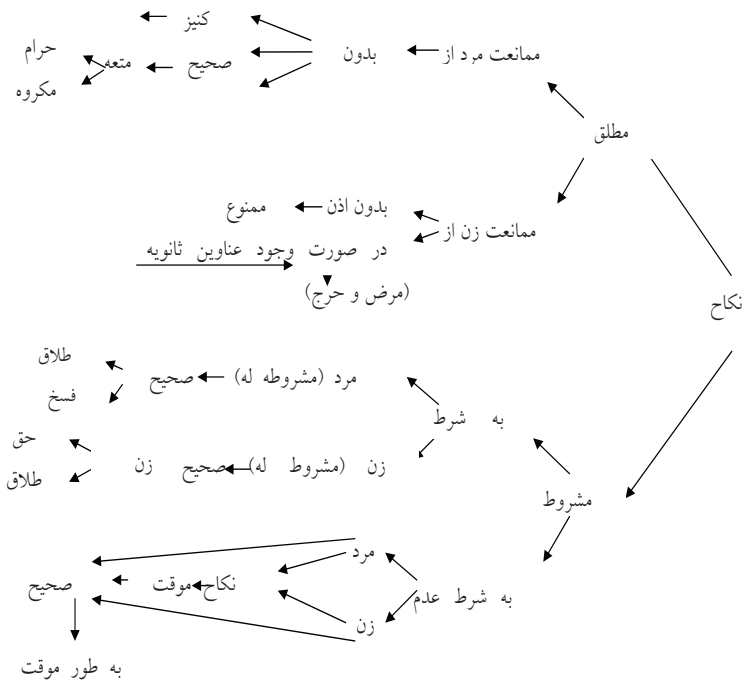 کنیز
حرام
ممانعت مرد از بدون صحیح متعه
مکروه
مطلق
بدون اذن ممنوع
ممانعت زن از
در صورت وجود عناوین ثانویه
(مرض و حرج)
نکاح
طلاق
مرد (مشروطه له) صحیح
فسخ
به شرط
حق
زن (مشروط له) صحیح زن
طلاق
مشروط
مرد
نکاح موقت صحیح
به شرط عدم
زن
به طور موقت